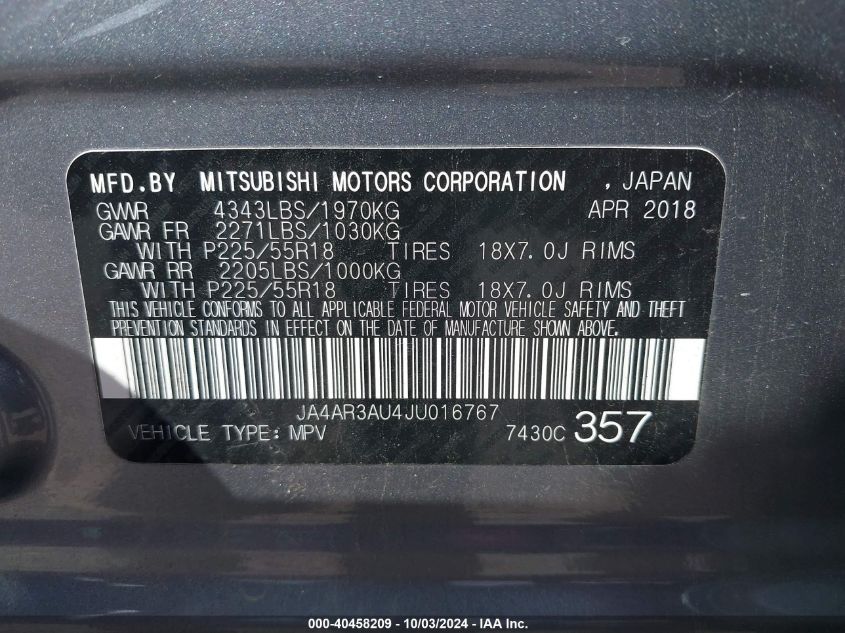 MFD.BY MITSUBISHI MOTORS CORPORATION , JAPAN
GVWR 4343LBS/1970KG APR 2018
GAWR FR 2271LBS/1030KG
WITH P225/55R18 TIRES 18X7.0J RIMS
GAWR RR 2205LBS/1000KG
WITH P225/55R18 TIRES 18X7.0J RIMS
THIS VEHICLE CONFORMS TO ALL APPLICABLE FEDERAL MOTOR VEHICLE SAFETY AND THEFT
PREVENTION STANDARDS IN EFFECT ON THE DATE OF MANUFACTURE SHOWN ABOVE.
JA4AR3AU4JU016767
VEHICLE TYPE: MPV 7430C 357
000-40458209 - 10/03/2024 - IAA Inc.